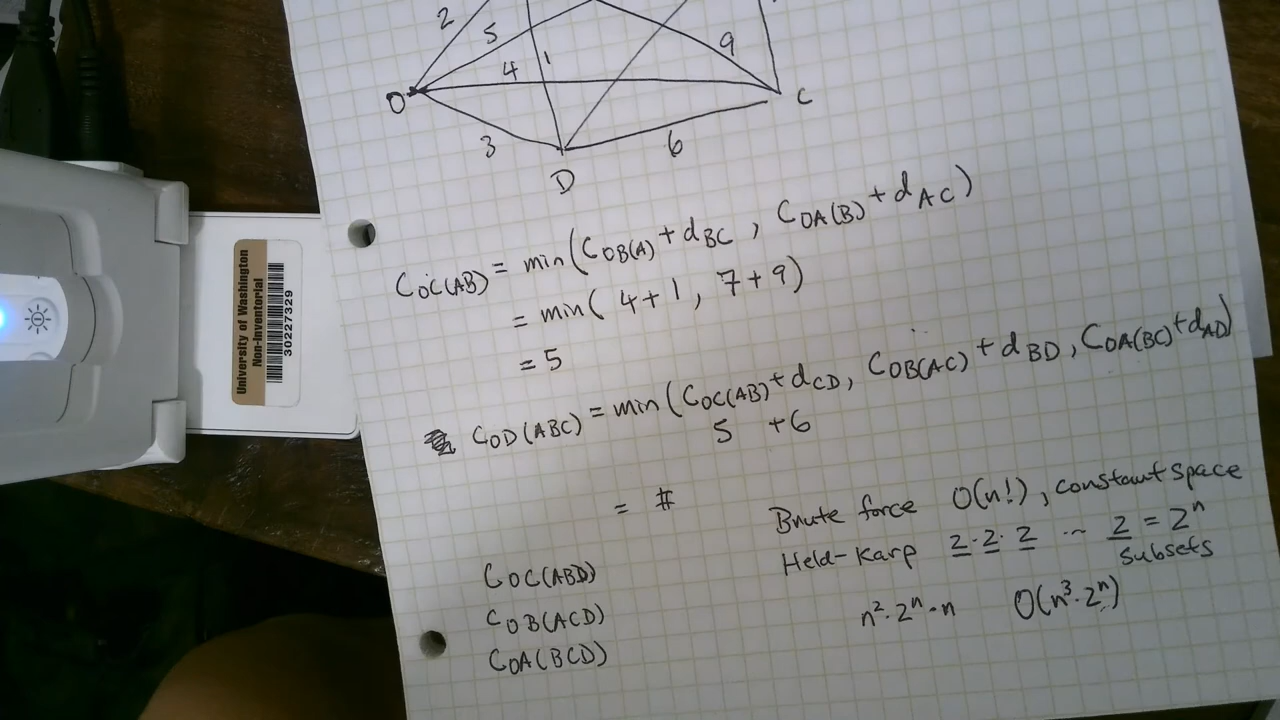 2
5
4
1
9
O
C
3
6
D
C_OC(AB) = min(C_OB(A) + d_BC , C_OA(B) + d_AC)
= min( 4+1 , 7+9)
= 5
C_OD(ABC) = min(C_OC(AB) + d_CD, C_OB(AC) + d_BD, C_OA(BC) + d_AD)
5 +6
= #
Brute force O(n!), constant space
Held-Karp 2·2·2 ··· 2 = 2^n
subsets
n²·2^n·n O(n³·2^n)
C_OC(ABD)
C_OB(ACD)
C_OA(BCD)
University of Washington
Non-Inventorial
30227329